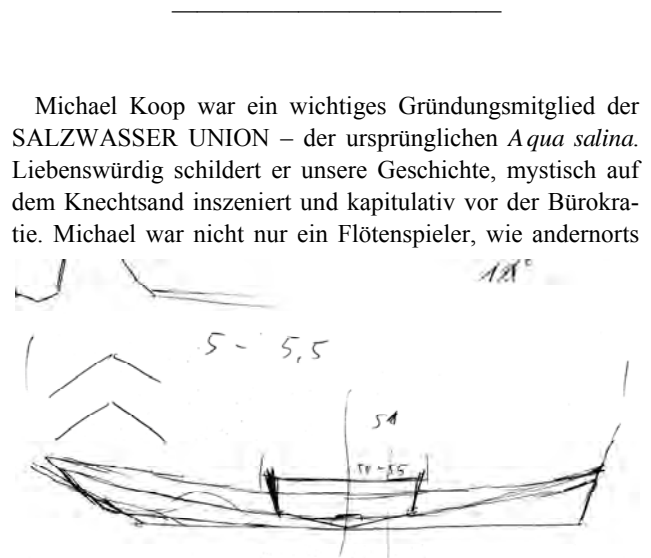 Michael Koop war ein wichtiges Gründungsmitglied der
SALZWASSER UNION – der ursprünglichen Aqua salina.
Liebenswürdig schildert er unsere Geschichte, mystisch auf
dem Knechtsand inszeniert und kapitulativ vor der Bürokra-
tie. Michael war nicht nur ein Flötenspieler, wie andernorts
5 - 5,5